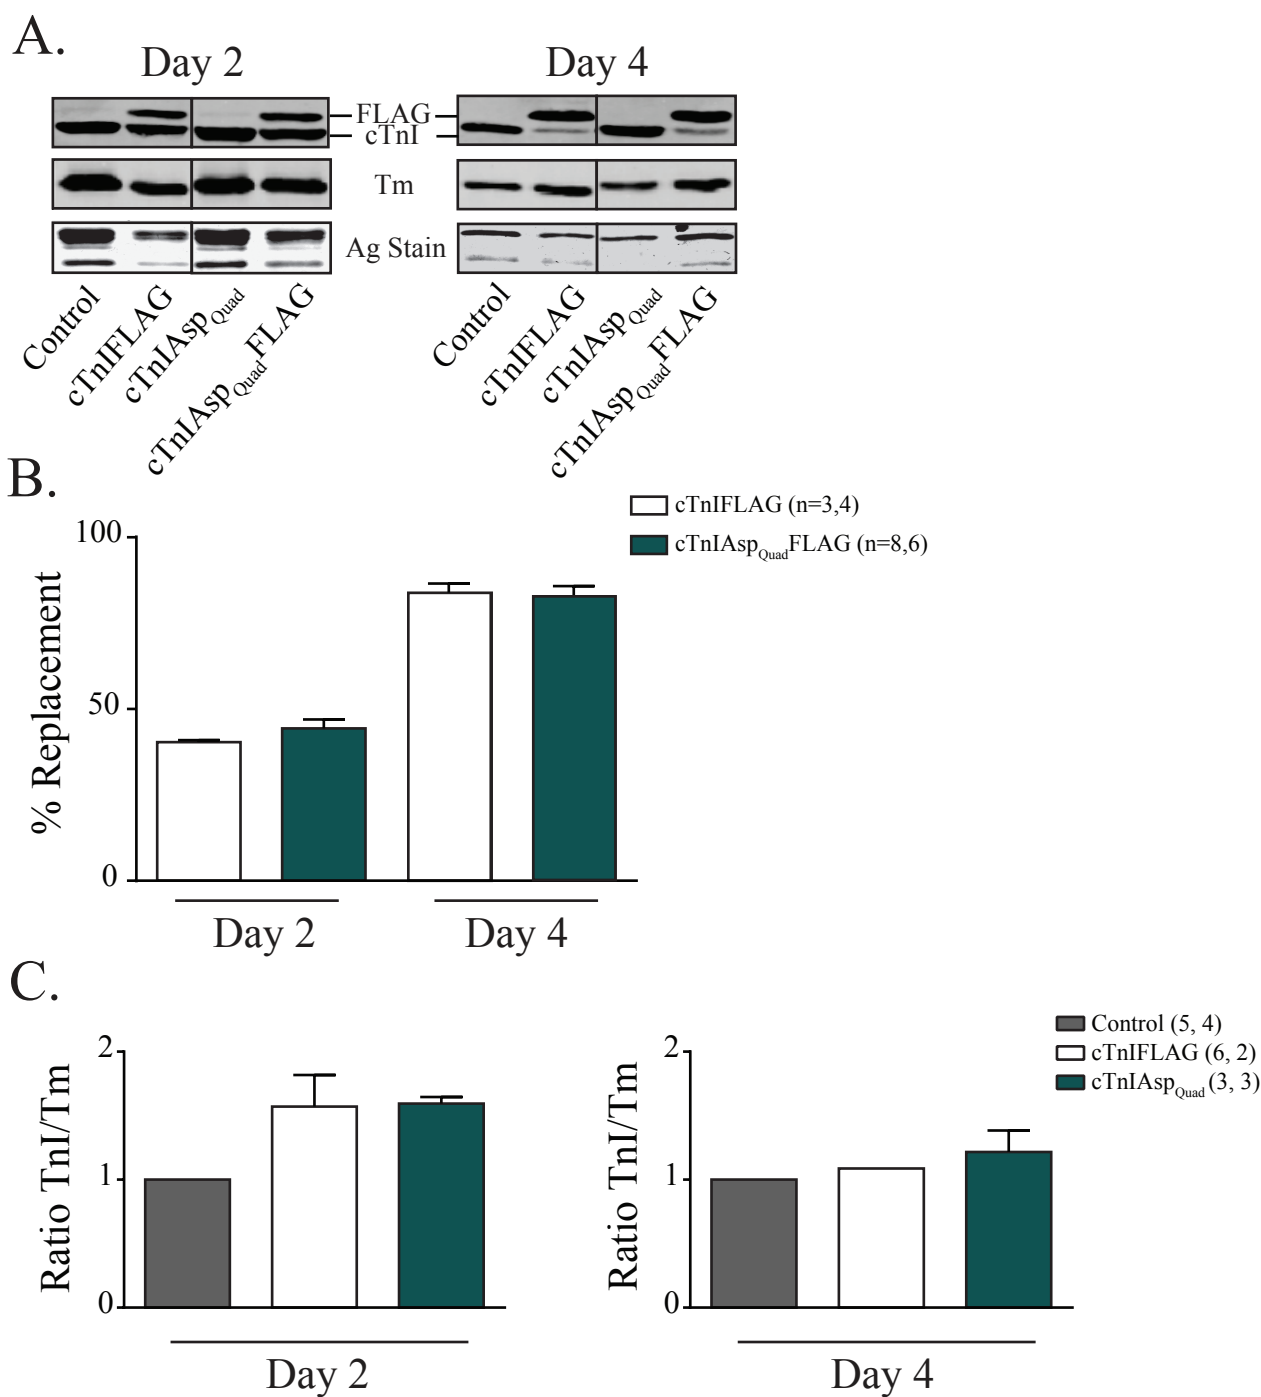 A.
Day 2
Day 4
FLAG
cTnI
Tm
Ag Stain
Control
cTnIFLAG
cTnIAspQuad
cTnIAspQuadFLAG
Control
cTnIFLAG
cTnIAspQuad
cTnIAspQuadFLAG
B.
cTnIFLAG (n=3,4)
cTnIAspQuadFLAG (n=8,6)
% Replacement
100
50
0
Day 2
Day 4
C.
Control (5, 4)
cTnIFLAG (6, 2)
cTnIAspQuad (3, 3)
Ratio TnI/Tm
2
1
0
Day 2
Ratio TnI/Tm
2
1
0
Day 4